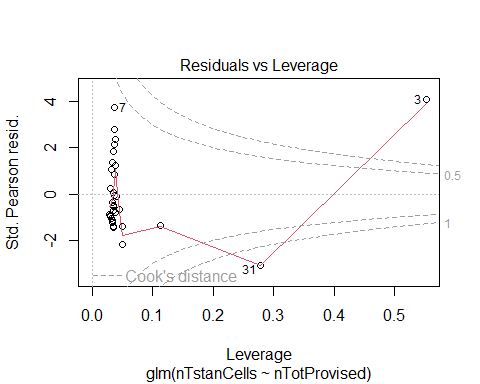 Residuals vs Leverage
Std. Pearson resid.
4
2
0
-2
7
3
31
0.5
1
Cook's distance
0.0 0.1 0.2 0.3 0.4 0.5
Leverage
glm(nTstanCells ~ nTotProvised)